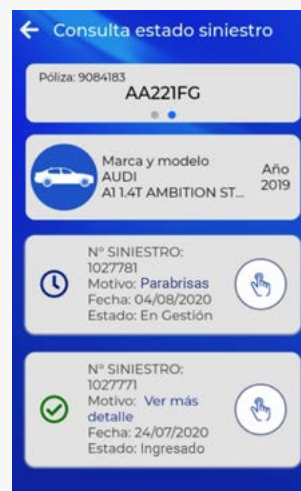 Consulta estado siniestro
Póliza: 9084183
AA221FG
Marca y modelo
AUDI
A1 1.4T AMBITION ST...
Año
2019
N° SINIESTRO:
1027781
Motivo: Parabrisas
Fecha: 04/08/2020
Estado: En Gestión
N° SINIESTRO:
1027771
Motivo: Ver más
detalle
Fecha: 24/07/2020
Estado: Ingresado